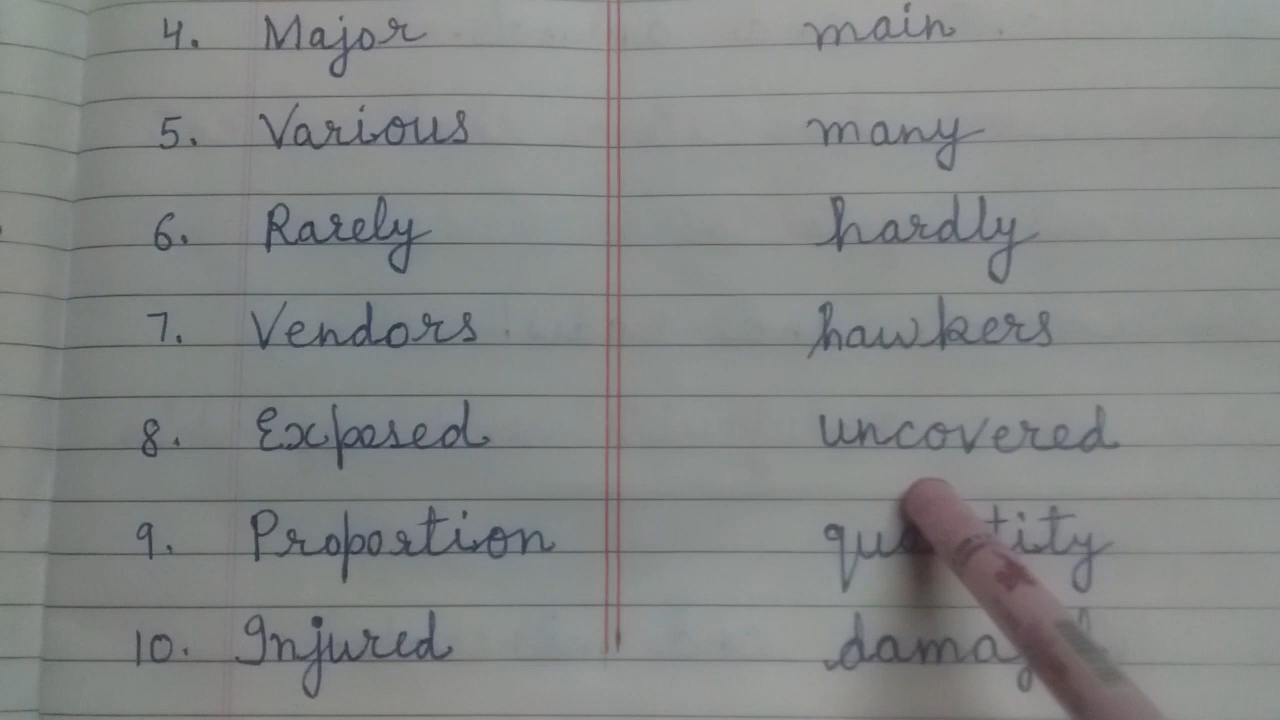 4. Major main
5. Various many
6. Rarely hardly
7. Vendors hawkers
8. Exposed uncovered
9. Proportion quantity
10. Injured